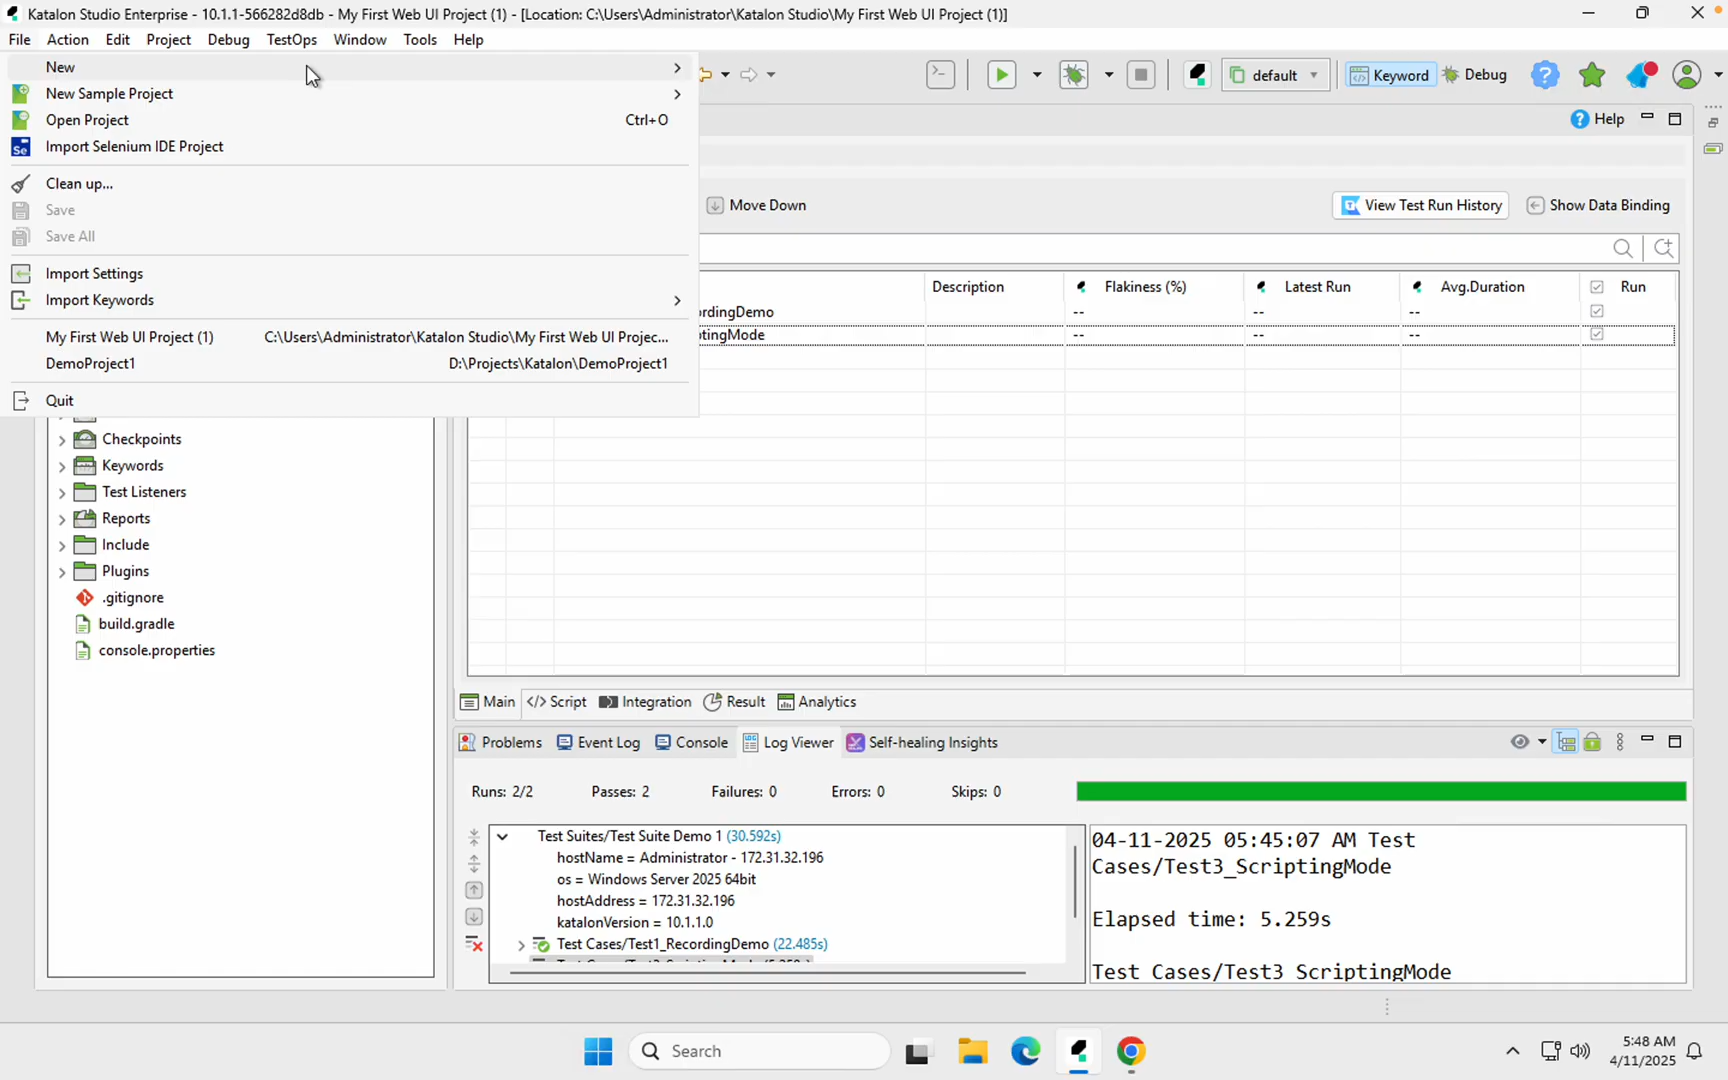 Katalon Studio Enterprise - 10.1.1-566282d8db - My First Web UI Project (1) - [Location: C:\Users\Administrator\Katalon Studio\My First Web UI Project (1)]
File Action Edit Project Debug TestOps Window Tools Help
New
New Sample Project
Open Project Ctrl+O
Se Import Selenium IDE Project
Clean up...
Save
Save All
Import Settings
Import Keywords
My First Web UI Project (1) C:\Users\Administrator\Katalon Studio\My First Web UI Projec...
DemoProject1 D:\Projects\Katalon\DemoProject1
Quit
default Keyword Debug
Help
Move Down View Test Run History Show Data Binding
Description Flakiness (%) Latest Run Avg.Duration Run
ordingDemo -- -- --
ptingMode -- -- --
Checkpoints
Keywords
Test Listeners
Reports
Include
Plugins
.gitignore
build.gradle
console.properties
Main </> Script Integration Result Analytics
Problems Event Log Console Log Viewer Self-healing Insights
Runs: 2/2 Passes: 2 Failures: 0 Errors: 0 Skips: 0
Test Suites/Test Suite Demo 1 (30.592s)
hostName = Administrator - 172.31.32.196
os = Windows Server 2025 64bit
hostAddress = 172.31.32.196
katalonVersion = 10.1.1.0
Test Cases/Test1_RecordingDemo (22.485s)
Test Cases/Test3_ScriptingMode (5.259s)
04-11-2025 05:45:07 AM Test
Cases/Test3_ScriptingMode
Elapsed time: 5.259s
Test Cases/Test3 ScriptingMode
Search
5:48 AM
4/11/2025